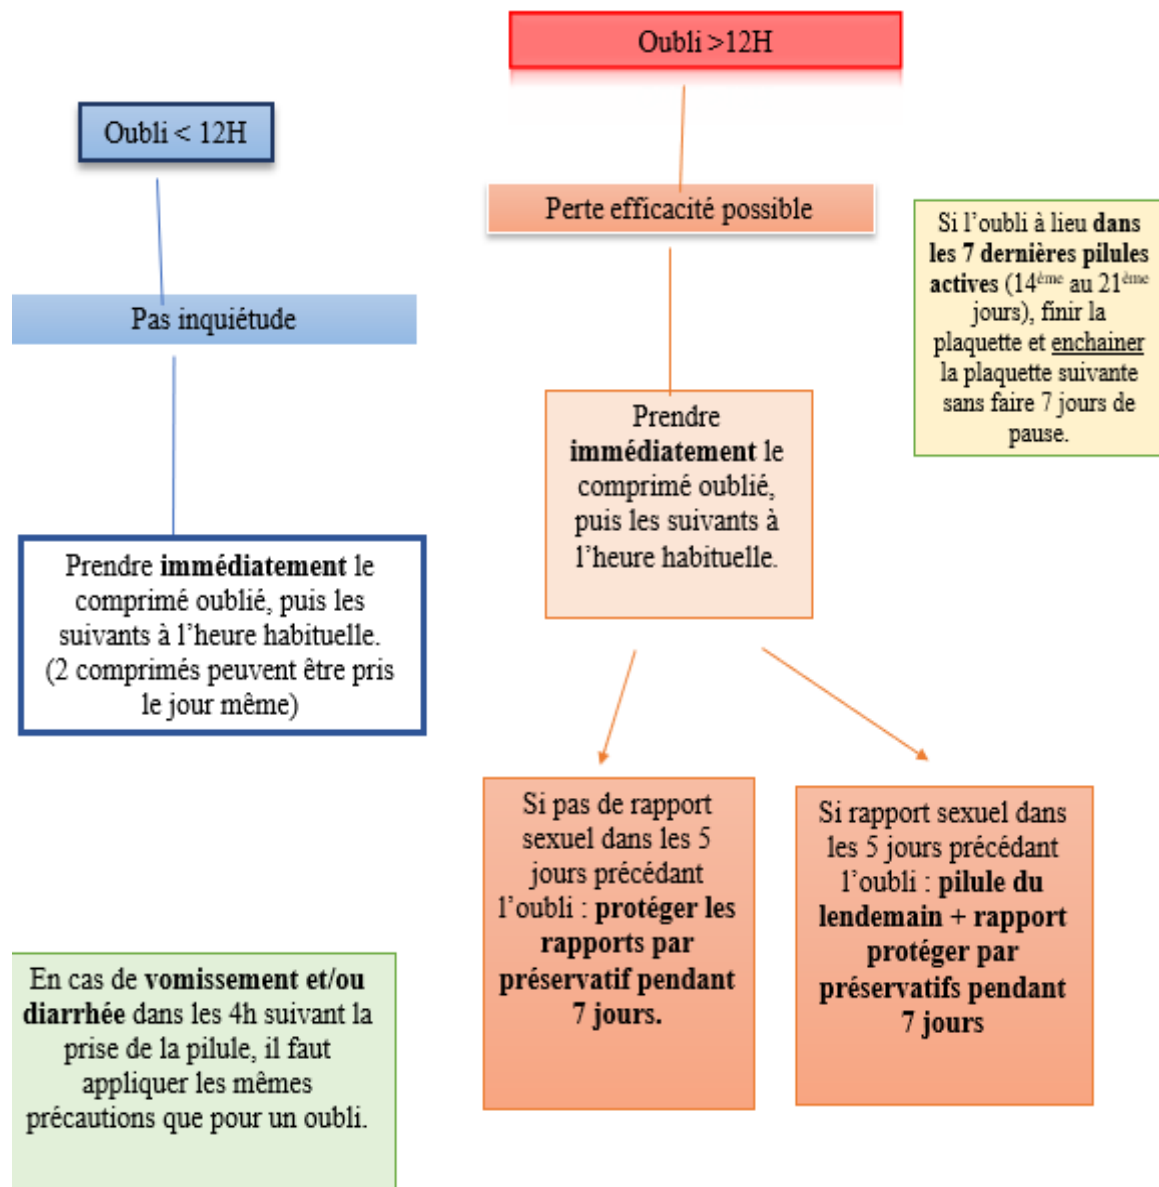 Oubli < 12H
Pas inquiétude
Prendre immédiatement le
comprimé oublié, puis les
suivants à l’heure habituelle.
(2 comprimés peuvent être pris
le jour même)
En cas de vomissement et/ou
diarrhée dans les 4h suivant la
prise de la pilule, il faut
appliquer les mêmes
précautions que pour un oubli.
Oubli >12H
Perte efficacité possible
Prendre
immédiatement le
comprimé oublié,
puis les suivants à
l’heure habituelle.
Si pas de rapport
sexuel dans les 5
jours précédant
l’oubli : protéger les
rapports par
préservatif pendant
7 jours.
Si rapport sexuel dans
les 5 jours précédant
l’oubli : pilule du
lendemain + rapport
protéger par
préservatifs pendant
7 jours
Si l’oubli à lieu dans
les 7 dernières pilules
actives (14ème au 21ème
jours), finir la
plaquette et enchainer
la plaquette suivante
sans faire 7 jours de
pause.